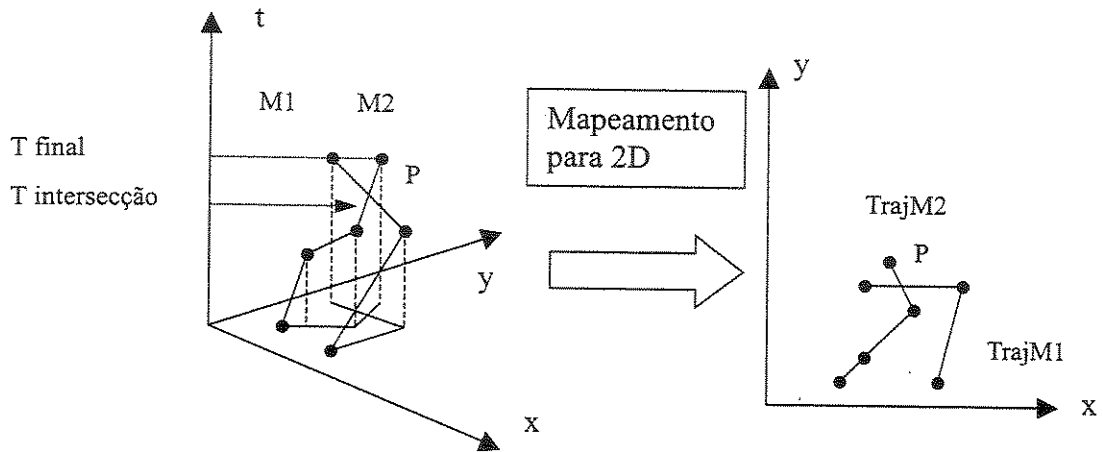 t
M1
M2
T final
P
T intersecção
y
x
Mapeamento
para 2D
y
TrajM2
P
TrajM1
x